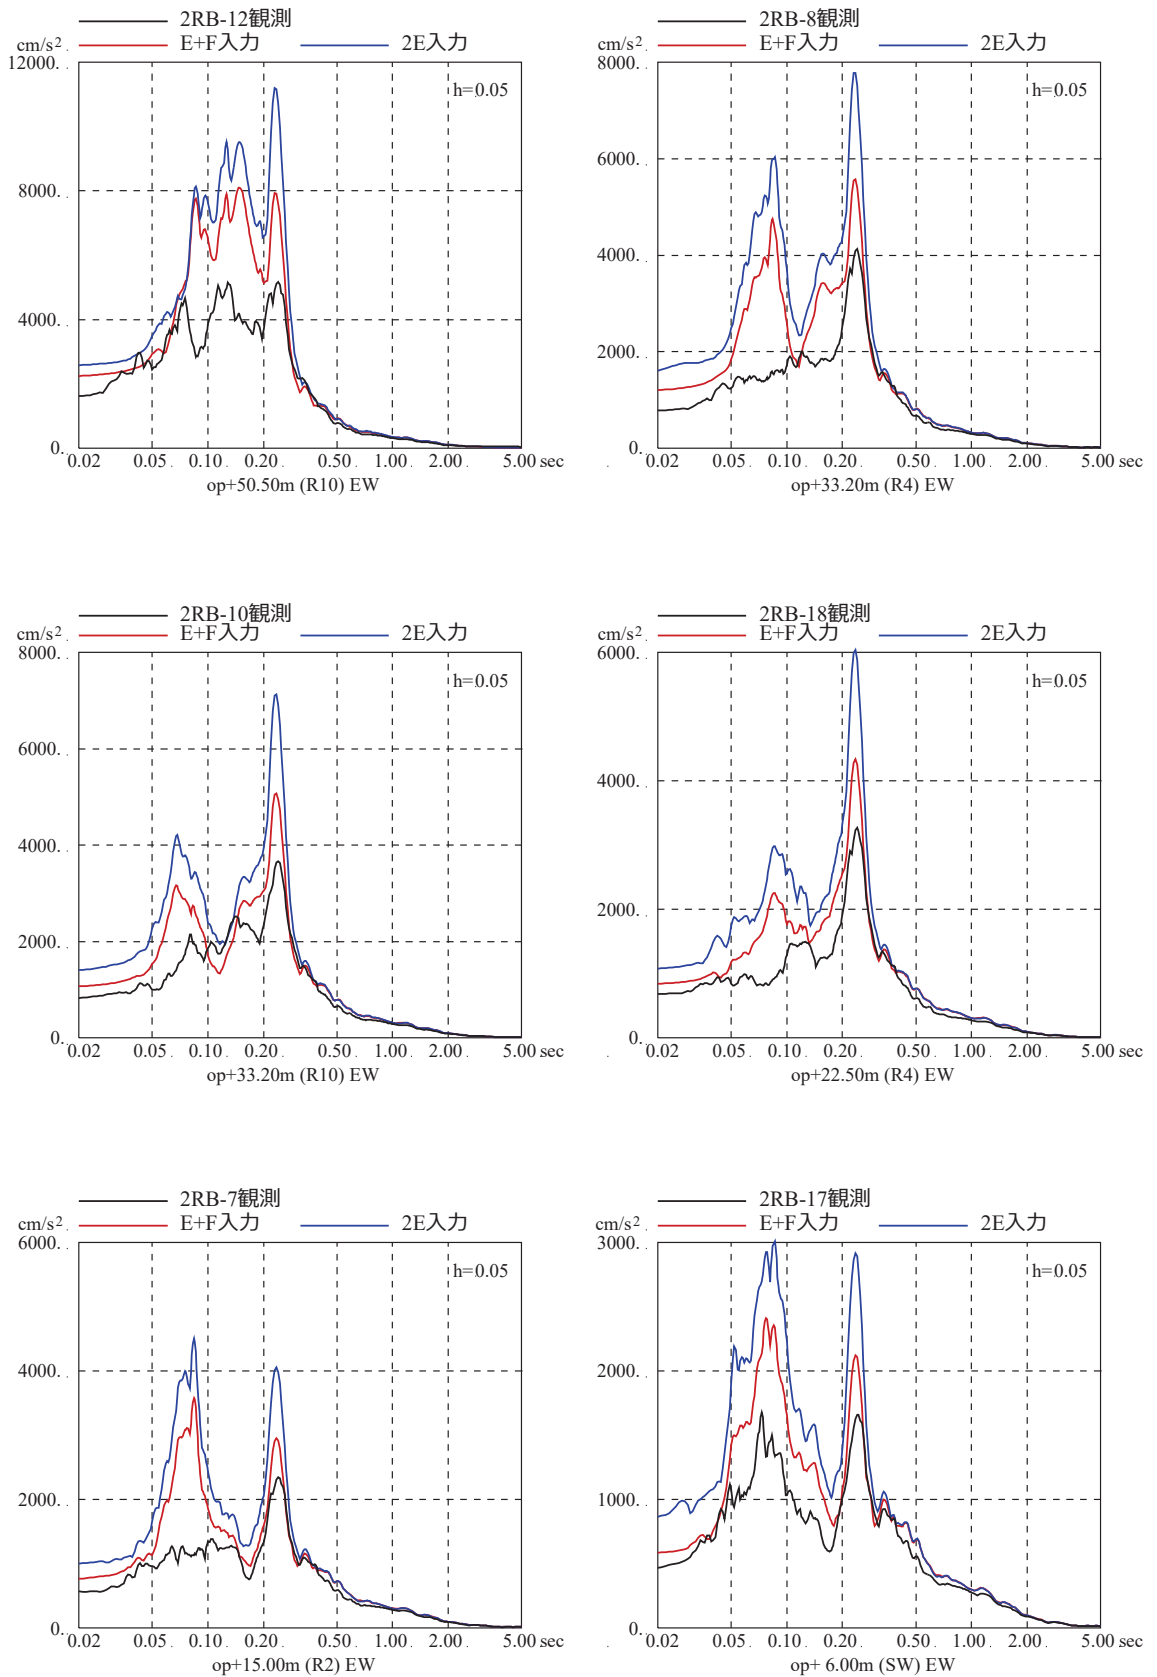 2RB-12観測
cm/s² E+F入力 2E入力
12000.
h=0.05
8000.
4000.
0.
0.02 0.05 0.10 0.20 0.50 1.00 2.00 5.00 sec
op+50.50m (R10) EW
2RB-8観測
cm/s² E+F入力 2E入力
8000.
h=0.05
6000.
4000.
2000.
0.
0.02 0.05 0.10 0.20 0.50 1.00 2.00 5.00 sec
op+33.20m (R4) EW
2RB-10観測
cm/s² E+F入力 2E入力
8000.
h=0.05
6000.
4000.
2000.
0.
0.02 0.05 0.10 0.20 0.50 1.00 2.00 5.00 sec
op+33.20m (R10) EW
2RB-18観測
cm/s² E+F入力 2E入力
6000.
h=0.05
4000.
2000.
0.
0.02 0.05 0.10 0.20 0.50 1.00 2.00 5.00 sec
op+22.50m (R4) EW
2RB-7観測
cm/s² E+F入力 2E入力
6000.
h=0.05
4000.
2000.
0.
0.02 0.05 0.10 0.20 0.50 1.00 2.00 5.00 sec
op+15.00m (R2) EW
2RB-17観測
cm/s² E+F入力 2E入力
3000.
h=0.05
2000.
1000.
0.
0.02 0.05 0.10 0.20 0.50 1.00 2.00 5.00 sec
op+ 6.00m (SW) EW